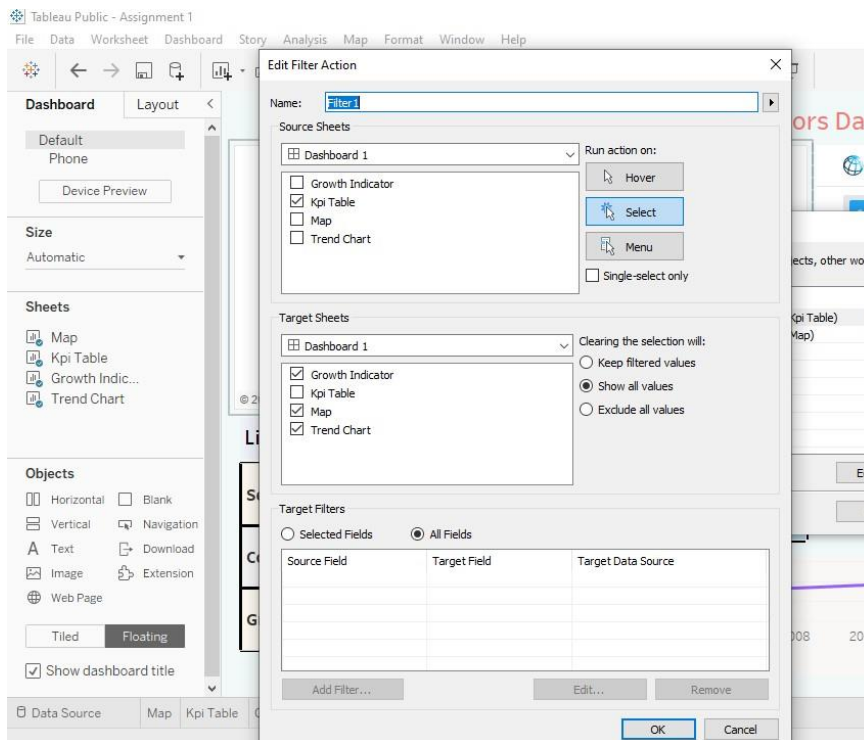 Tableau Public - Assignment 1
File Data Worksheet Dashboard Story Analysis Map Format Window Help
Edit Filter Action
Name: Filter1
Dashboard Layout
Default
Phone
Device Preview
Size
Automatic
Sheets
Map
Kpi Table
Growth Indic...
Trend Chart
Objects
Horizontal Blank
Vertical Navigation
Text Download
Image Extension
Web Page
Tiled Floating
Show dashboard title
Data Source Map Kpi Table
Source Sheets
Dashboard 1
Growth Indicator
Kpi Table
Map
Trend Chart
Run action on:
Hover
Select
Menu
Single-select only
Target Sheets
Dashboard 1
Growth Indicator
Kpi Table
Map
Trend Chart
Clearing the selection will:
Keep filtered values
Show all values
Exclude all values
Target Filters
Selected Fields All Fields
Source Field Target Field Target Data Source
Add Filter... Edit... Remove
OK Cancel
ors Da
ects, other wo
Kpi Table)
Map)
© 20
Li
G
008 20